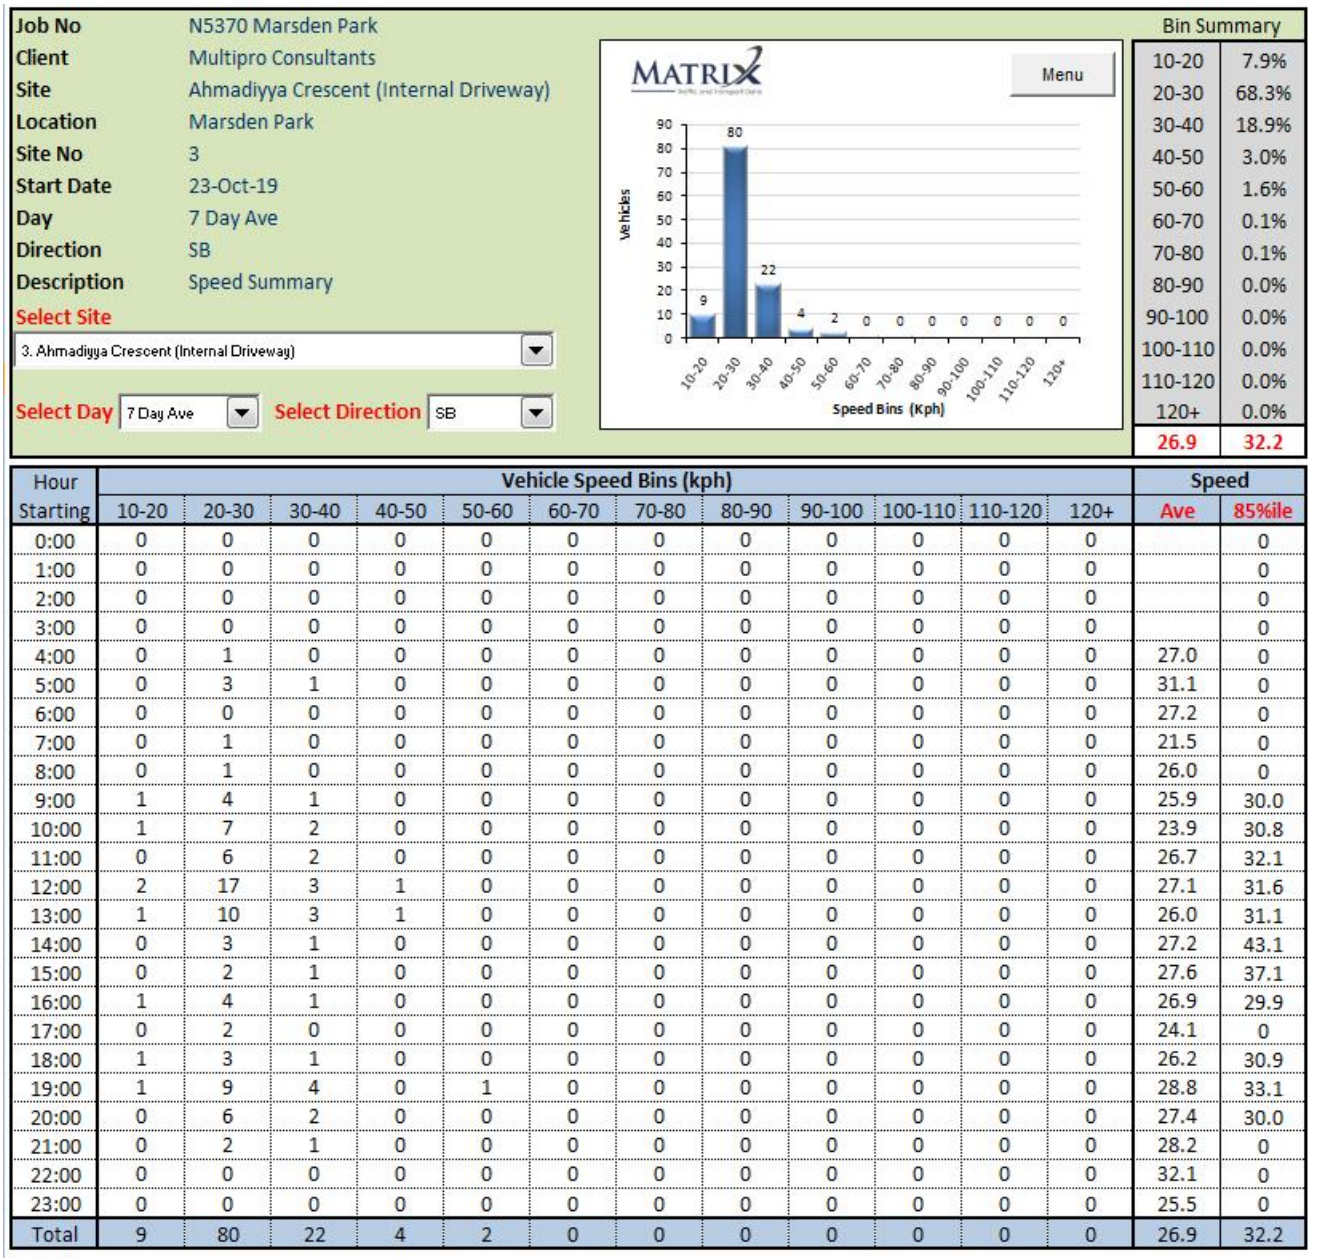 Job No N5370 Marsden Park
Client Multipro Consultants
Site Ahmadiyya Crescent (Internal Driveway)
Location Marsden Park
Site No 3
Start Date 23-Oct-19
Day 7 Day Ave
Direction SB
Description Speed Summary
Select Site
3. Ahmadiyya Crescent (Internal Driveway)
Select Day 7 Day Ave Select Direction SB
MATRIX
Traffic and Transport Data
Menu
90
80
70
60
50
40
30
20
10
0
Vehicles
9 80 22 4 2 0 0 0 0 0 0 0
10-20 20-30 30-40 40-50 50-60 60-70 70-80 80-90 90-100 100-110 110-120 120+
Speed Bins (Kph)
Bin Summary
10-20 7.9%
20-30 68.3%
30-40 18.9%
40-50 3.0%
50-60 1.6%
60-70 0.1%
70-80 0.1%
80-90 0.0%
90-100 0.0%
100-110 0.0%
110-120 0.0%
120+ 0.0%
26.9 32.2
Hour Vehicle Speed Bins (kph) Speed
Starting 10-20 20-30 30-40 40-50 50-60 60-70 70-80 80-90 90-100 100-110 110-120 120+ Ave 85%ile
0:00 0 0 0 0 0 0 0 0 0 0 0 0 0
1:00 0 0 0 0 0 0 0 0 0 0 0 0 0
2:00 0 0 0 0 0 0 0 0 0 0 0 0 0
3:00 0 0 0 0 0 0 0 0 0 0 0 0 0
4:00 0 1 0 0 0 0 0 0 0 0 0 0 27.0 0
5:00 0 3 1 0 0 0 0 0 0 0 0 0 31.1 0
6:00 0 0 0 0 0 0 0 0 0 0 0 0 27.2 0
7:00 0 1 0 0 0 0 0 0 0 0 0 0 21.5 0
8:00 0 1 0 0 0 0 0 0 0 0 0 0 26.0 0
9:00 1 4 1 0 0 0 0 0 0 0 0 0 25.9 30.0
10:00 1 7 2 0 0 0 0 0 0 0 0 0 23.9 30.8
11:00 0 6 2 0 0 0 0 0 0 0 0 0 26.7 32.1
12:00 2 17 3 1 0 0 0 0 0 0 0 0 27.1 31.6
13:00 1 10 3 1 0 0 0 0 0 0 0 0 26.0 31.1
14:00 0 3 1 0 0 0 0 0 0 0 0 0 27.2 43.1
15:00 0 2 1 0 0 0 0 0 0 0 0 0 27.6 37.1
16:00 1 4 1 0 0 0 0 0 0 0 0 0 26.9 29.9
17:00 0 2 0 0 0 0 0 0 0 0 0 0 24.1 0
18:00 1 3 1 0 0 0 0 0 0 0 0 0 26.2 30.9
19:00 1 9 4 0 1 0 0 0 0 0 0 0 28.8 33.1
20:00 0 6 2 0 0 0 0 0 0 0 0 0 27.4 30.0
21:00 0 2 1 0 0 0 0 0 0 0 0 0 28.2 0
22:00 0 0 0 0 0 0 0 0 0 0 0 0 32.1 0
23:00 0 0 0 0 0 0 0 0 0 0 0 0 25.5 0
Total 9 80 22 4 2 0 0 0 0 0 0 0 26.9 32.2